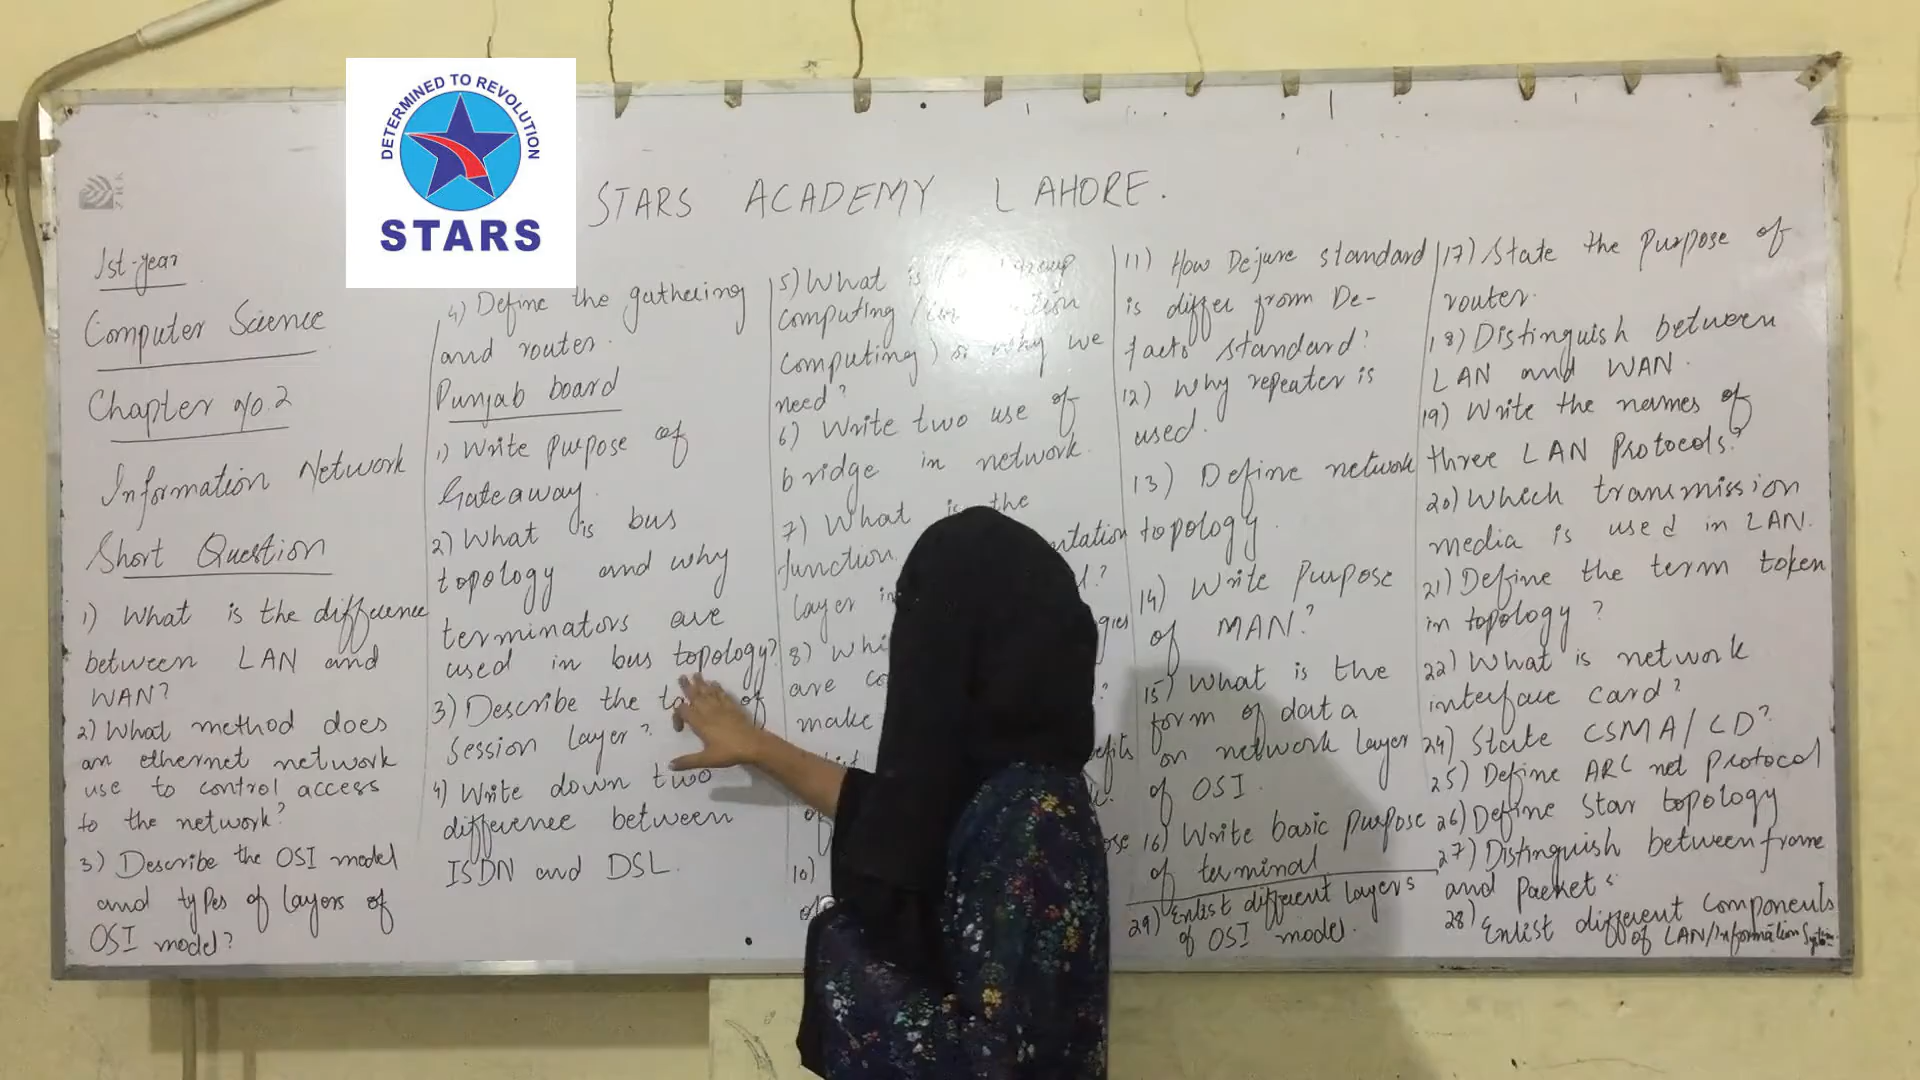 DETERMINED TO REVOLUTION
STARS
ZRK
STARS ACADEMY LAHORE.
1st-year
Computer Science
Chapter No.2
Information Network
Short Question
1) What is the difference
between LAN and
WAN?
2) What method does
an ethernet network
use to control access
to the network?
3) Describe the OSI model
and types of layers of
OSI model?
4) Define the gathering
and router.
Punjab board
1) Write purpose of
Gateaway.
2) What is bus
topology and why
terminators are
used in bus topology?
3) Describe the of
Session layer?
4) Write down two
difference between
ISDN and DSL.
5) What is
computing /
computing) or why we
need?
6) Write two use of
bridge in network.
7) What is the
function
layer in
8)
are
make
10)
11) How Dejure standard
is differ from De-
facto standard?
12) Why repeater is
used.
13) Define network
topology.
14) Write purpose
of MAN?
15) What is the
form of data
on network layer
of OSI.
16) Write basic purpose
of terminal
29) Enlist different layers
of OSI model.
17) State the purpose of
router.
18) Distinguish between
LAN and WAN.
19) Write the names of
three LAN protocols?
20) Which transmission
media is used in LAN.
21) Define the term token
in topology?
22) What is network
interface card?
24) State CSMA/CD?
25) Define ARC net protocol
26) Define star topology
27) Distinguish between frame
and packets
28) Enlist different components
of LAN/information System